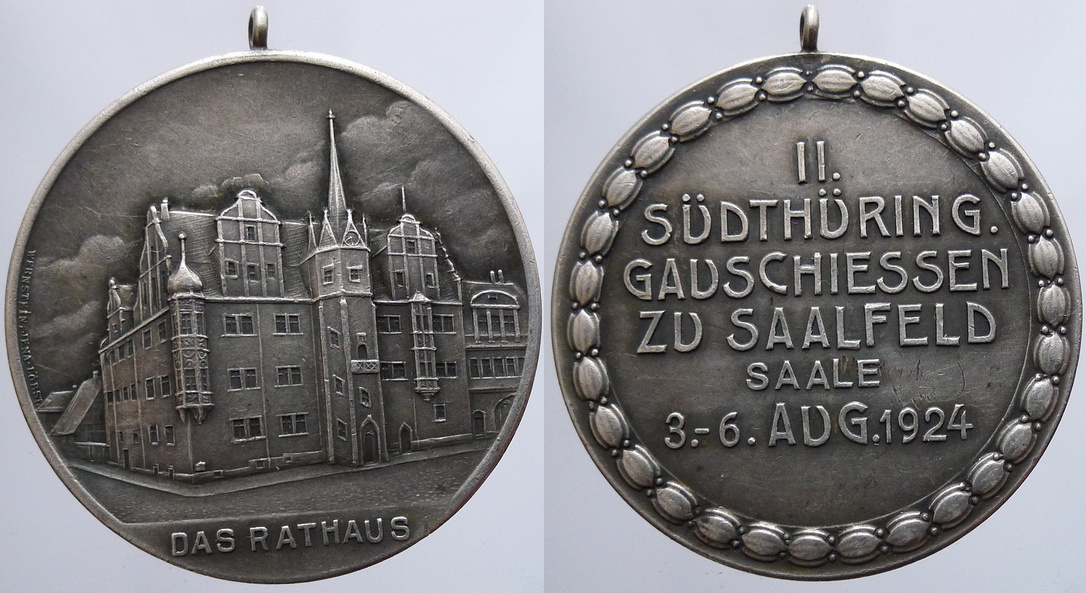 DAS RATHAUS
II.
SÜDTHÜRING.
GAUSCHIESSEN
ZU SAALFELD
SAALE
3.-6. AUG. 1924